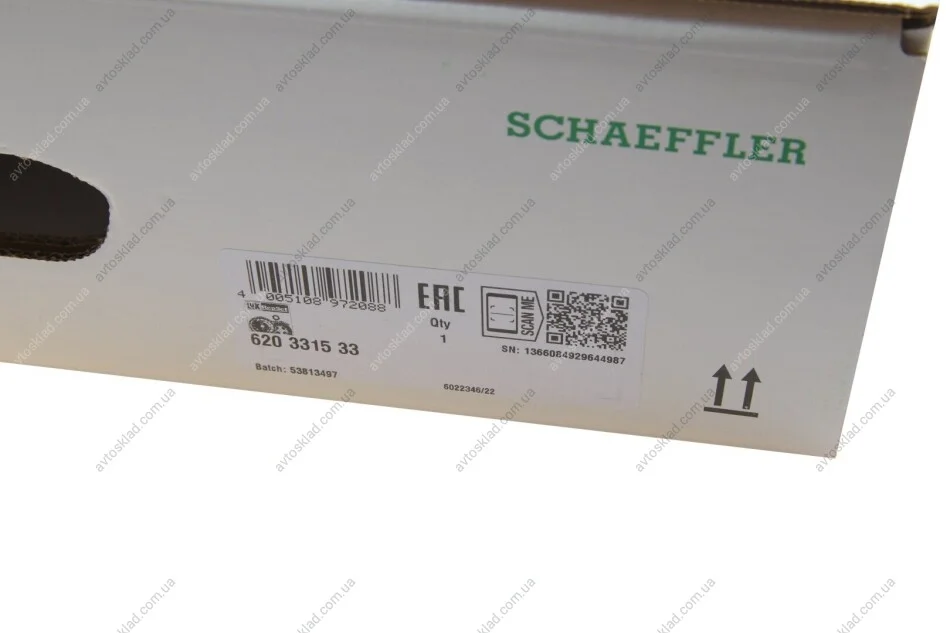 SCHAEFFLER
4 005108 972088
EAC
Qty
1
SCAN ME
SN: 1366084929644987
620 3315 33
Batch: 53813497
6022346/22
avtosklad.com.ua